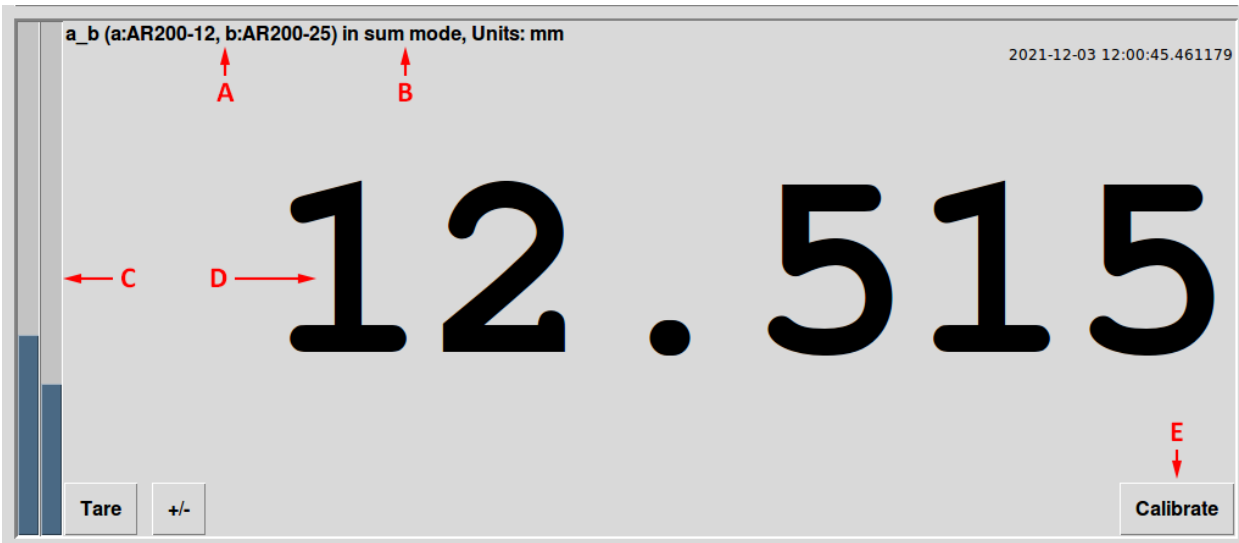 a_b (a:AR200-12, b:AR200-25) in sum mode, Units: mm
2021-12-03 12:00:45.461179
A
B
12.515
C
D
E
Tare
+/-
Calibrate